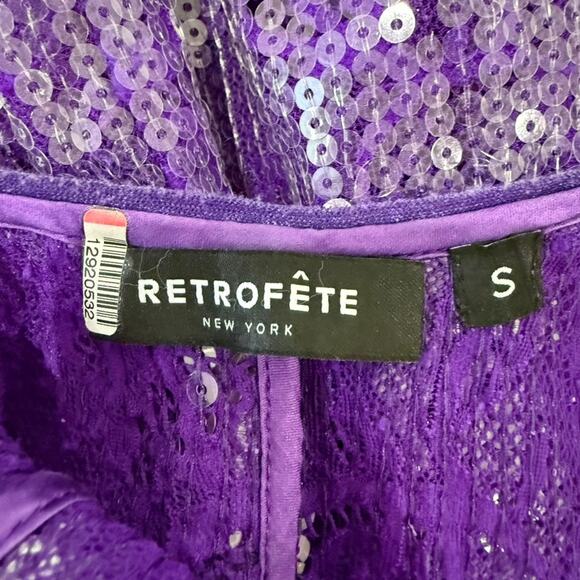 12920532
RETROFÊTE
NEW YORK
S